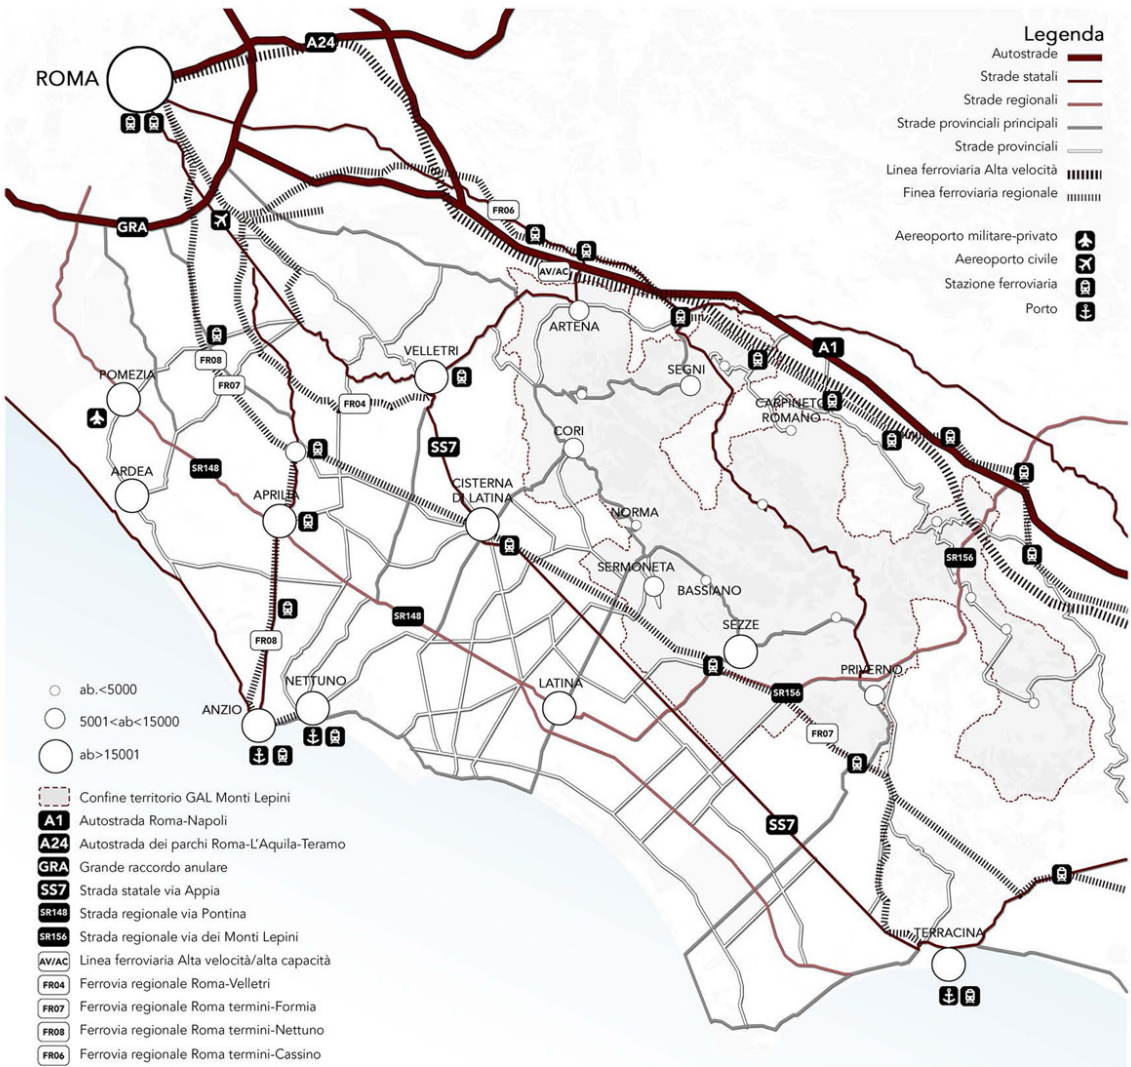 A24
ROMA
GRA
FR06
AV/AC
ARTENA
A1
VELLETRI
SEGNI
FR08
FR07
POMEZIA
FR04
CARPINETO
ROMANO
SS7
CORI
ARDEA
SR148
CISTERNA
DI LATINA
APRILIA
NORMA
SR156
SERMONETA
BASSIANO
SR148
SEZZE
FR08
NETTUNO
LATINA
PRIVERNO
SR156
ANZIO
FR07
SS7
TERRACINA
Legenda
Autostrade
Strade statali
Strade regionali
Strade provinciali principali
Strade provinciali
Linea ferroviaria Alta velocità
Finea ferroviaria regionale
Aereoporto militare-privato
Aereoporto civile
Stazione ferroviaria
Porto
ab.<5000
5001<ab<15000
ab>15001
Confine territorio GAL Monti Lepini
A1 Autostrada Roma-Napoli
A24 Autostrada dei parchi Roma-L'Aquila-Teramo
GRA Grande raccordo anulare
SS7 Strada statale via Appia
SR148 Strada regionale via Pontina
SR156 Strada regionale via dei Monti Lepini
AV/AC Linea ferroviaria Alta velocità/alta capacità
FR04 Ferrovia regionale Roma-Velletri
FR07 Ferrovia regionale Roma termini-Formia
FR08 Ferrovia regionale Roma termini-Nettuno
FR06 Ferrovia regionale Roma termini-Cassino